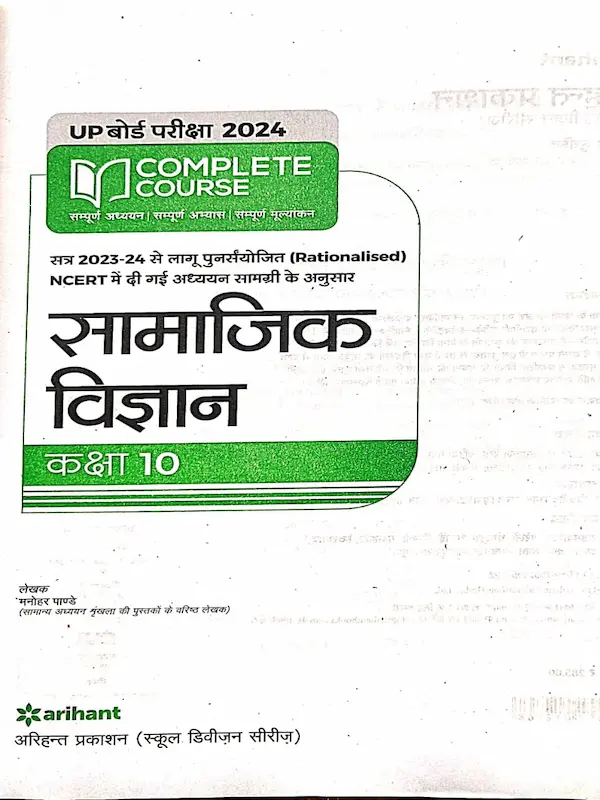 UP बोर्ड परीक्षा 2024
COMPLETE
COURSE
सम्पूर्ण अध्ययन | सम्पूर्ण अभ्यास | सम्पूर्ण मूल्यांकन
सत्र 2023-24 से लागू पुनर्संयोजित (Rationalised)
NCERT में दी गई अध्ययन सामग्री के अनुसार
सामाजिक
विज्ञान
कक्षा 10
लेखक
मनोहर पाण्डे
(सामान्य अध्ययन शृंखला की पुस्तकों के वरिष्ठ लेखक)
arihant
अरिहन्त प्रकाशन (स्कूल डिवीज़न सीरीज़)